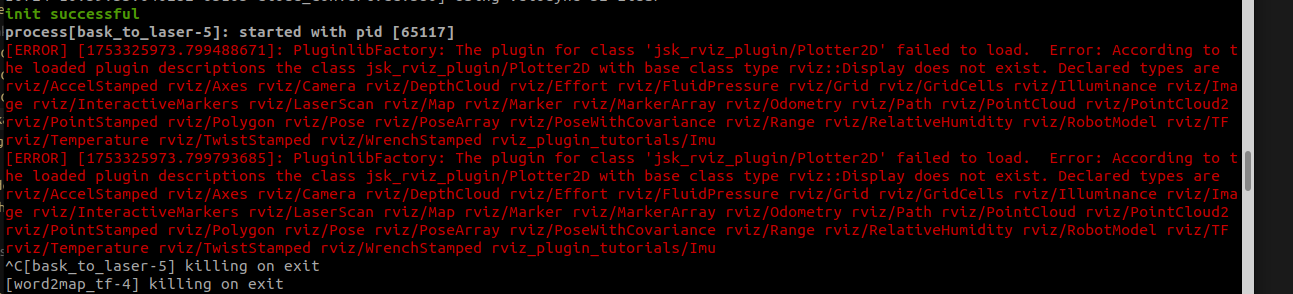 init successful
process[bask_to_laser-5]: started with pid [65117]
[ERROR] [1753325973.799488671]: PluginlibFactory: The plugin for class 'jsk_rviz_plugin/Plotter2D' failed to load.  Error: According to t
he loaded plugin descriptions the class jsk_rviz_plugin/Plotter2D with base class type rviz::Display does not exist. Declared types are 
rviz/AccelStamped rviz/Axes rviz/Camera rviz/DepthCloud rviz/Effort rviz/FluidPressure rviz/Grid rviz/GridCells rviz/Illuminance rviz/Ima
ge rviz/InteractiveMarkers rviz/LaserScan rviz/Map rviz/Marker rviz/MarkerArray rviz/Odometry rviz/Path rviz/PointCloud rviz/PointCloud2
rviz/PointStamped rviz/Polygon rviz/Pose rviz/PoseArray rviz/PoseWithCovariance rviz/Range rviz/RelativeHumidity rviz/RobotModel rviz/TF
rviz/Temperature rviz/TwistStamped rviz/WrenchStamped rviz_plugin_tutorials/Imu
[ERROR] [1753325973.799793685]: PluginlibFactory: The plugin for class 'jsk_rviz_plugin/Plotter2D' failed to load.  Error: According to t
he loaded plugin descriptions the class jsk_rviz_plugin/Plotter2D with base class type rviz::Display does not exist. Declared types are 
rviz/AccelStamped rviz/Axes rviz/Camera rviz/DepthCloud rviz/Effort rviz/FluidPressure rviz/Grid rviz/GridCells rviz/Illuminance rviz/Ima
ge rviz/InteractiveMarkers rviz/LaserScan rviz/Map rviz/Marker rviz/MarkerArray rviz/Odometry rviz/Path rviz/PointCloud rviz/PointCloud2
rviz/PointStamped rviz/Polygon rviz/Pose rviz/PoseArray rviz/PoseWithCovariance rviz/Range rviz/RelativeHumidity rviz/RobotModel rviz/TF
rviz/Temperature rviz/TwistStamped rviz/WrenchStamped rviz_plugin_tutorials/Imu
^C[bask_to_laser-5] killing on exit
[word2map_tf-4] killing on exit